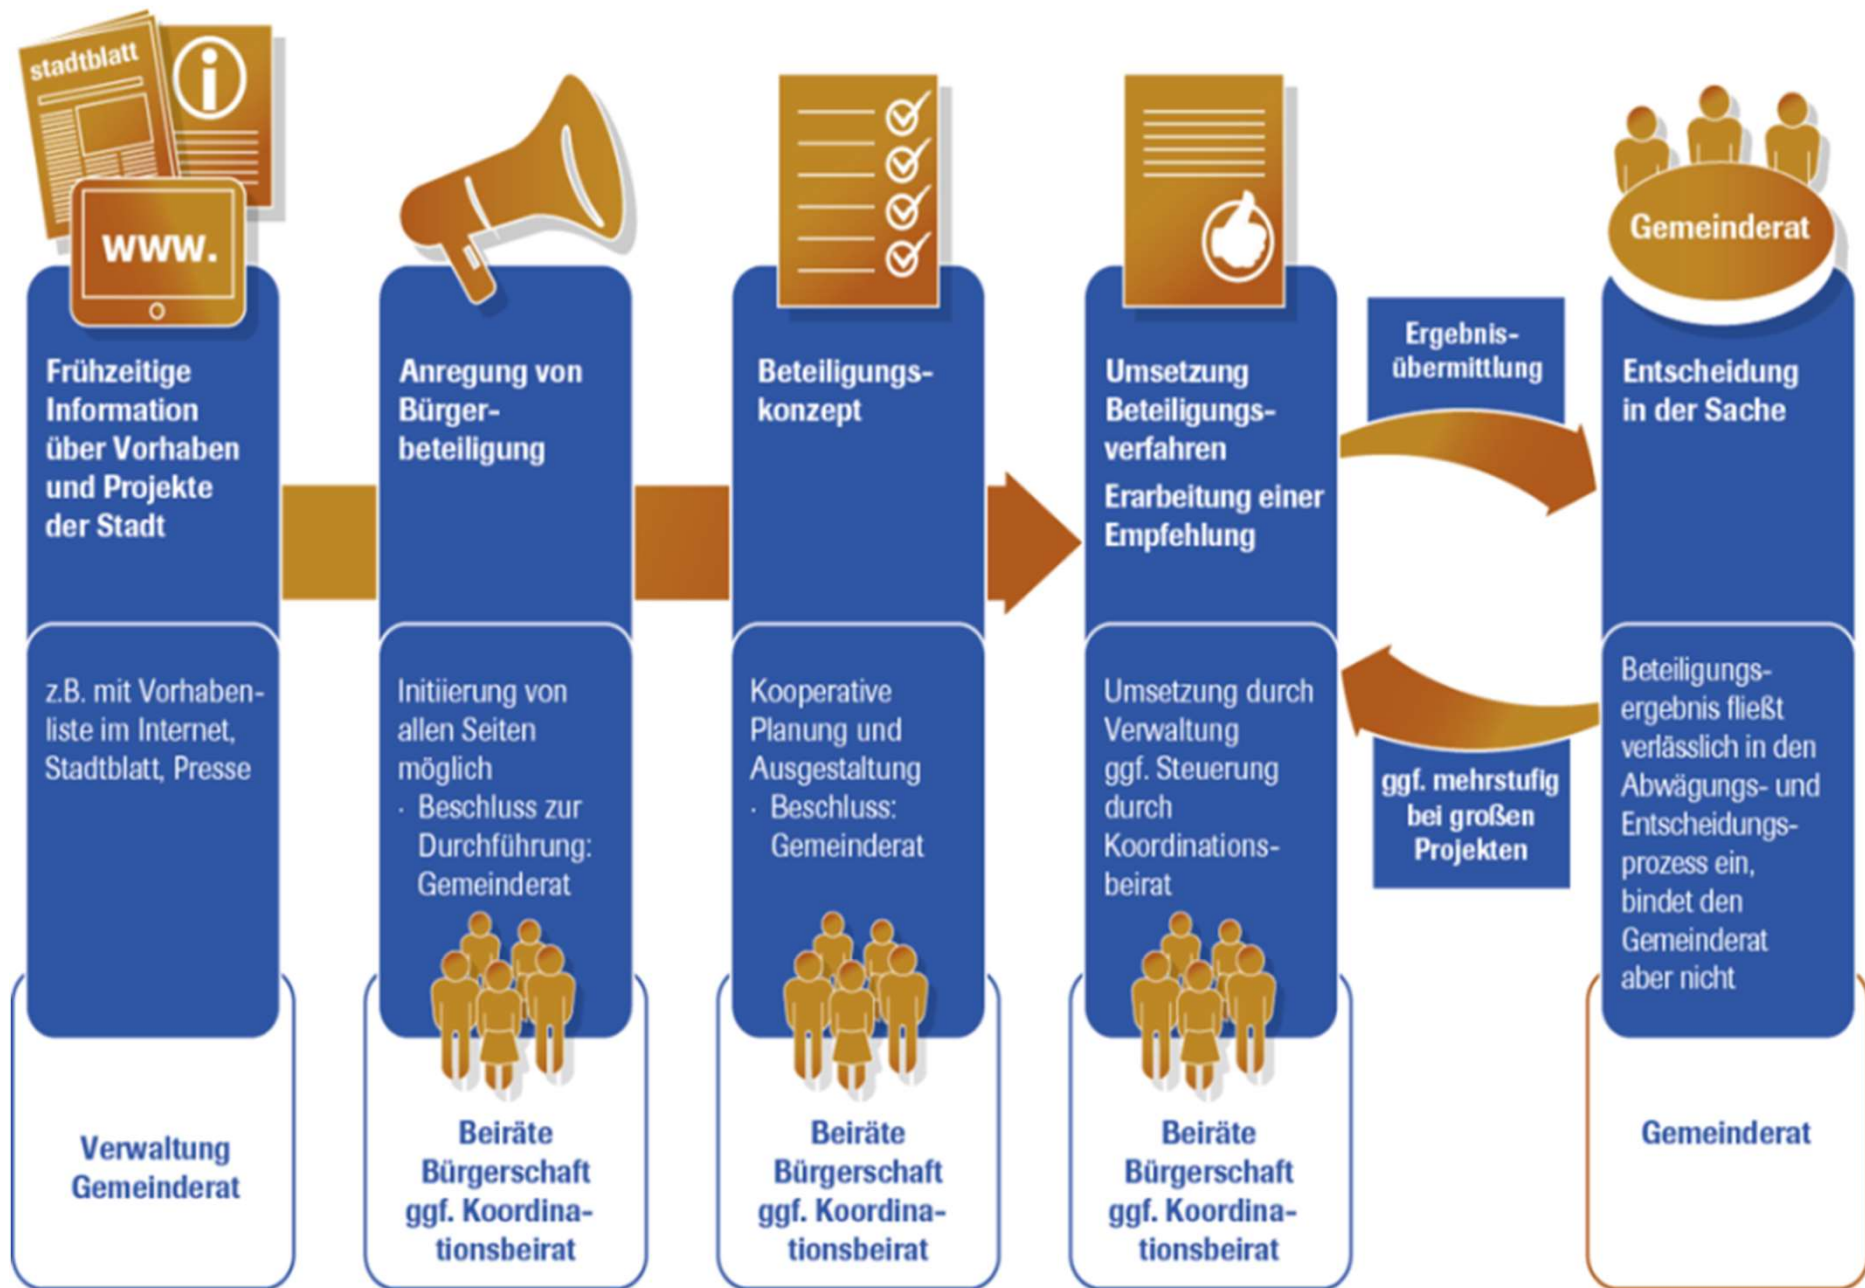 stadtblatt
www.
Frühzeitige
Information
über Vorhaben
und Projekte
der Stadt
z.B. mit Vorhaben-
liste im Internet,
Stadtblatt, Presse
Verwaltung
Gemeinderat
Anregung von
Bürger-
beteiligung
Initiierung von
allen Seiten
möglich
· Beschluss zur
Durchführung:
Gemeinderat
Beiräte
Bürgerschaft
ggf. Koordina-
tionsbeirat
Beteiligungs-
konzept
Kooperative
Planung und
Ausgestaltung
· Beschluss:
Gemeinderat
Beiräte
Bürgerschaft
ggf. Koordina-
tionsbeirat
Umsetzung
Beteiligungs-
verfahren
Erarbeitung einer
Empfehlung
Umsetzung durch
Verwaltung
ggf. Steuerung
durch
Koordinations-
beirat
Beiräte
Bürgerschaft
ggf. Koordina-
tionsbeirat
Ergebnis-
übermittlung
ggf. mehrstufig
bei großen
Projekten
Gemeinderat
Entscheidung
in der Sache
Beteiligungs-
ergebnis fließt
verlässlich in den
Abwägungs- und
Entscheidungs-
prozess ein,
bindet den
Gemeinderat
aber nicht
Gemeinderat